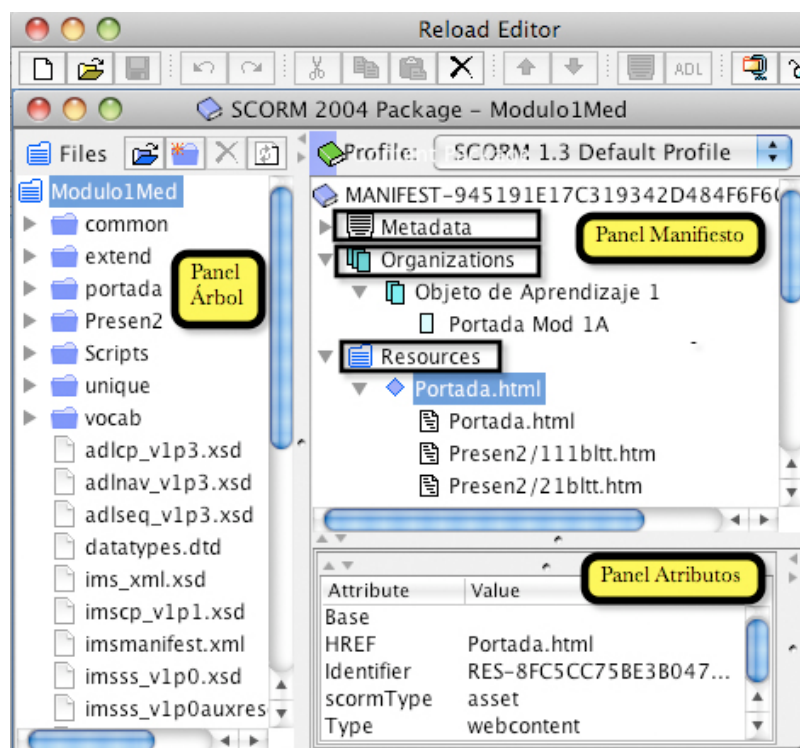 Reload Editor
ADL
SCORM 2004 Package – Modulo1Med
Files
Profile:
SCORM 1.3 Default Profile
Modulo1Med
common
extend
portada
Presen2
Scripts
unique
vocab
adlcp_v1p3.xsd
adlnav_v1p3.xsd
adlseq_v1p3.xsd
datatypes.dtd
ims_xml.xsd
imscp_v1p1.xsd
imsmanifest.xml
imsss_v1p0.xsd
imsss_v1p0auxres
Panel
Árbol
MANIFEST-945191E17C319342D484F6F6
Metadata
Organizations
Objeto de Aprendizaje 1
Portada Mod 1A
Resources
Portada.html
Portada.html
Presen2/111bltt.htm
Presen2/21bltt.htm
Panel Manifiesto
Panel Atributos
Attribute Value
Base
HREF Portada.html
Identifier RES-8FC5CC75BE3B047...
scormType asset
Type webcontent